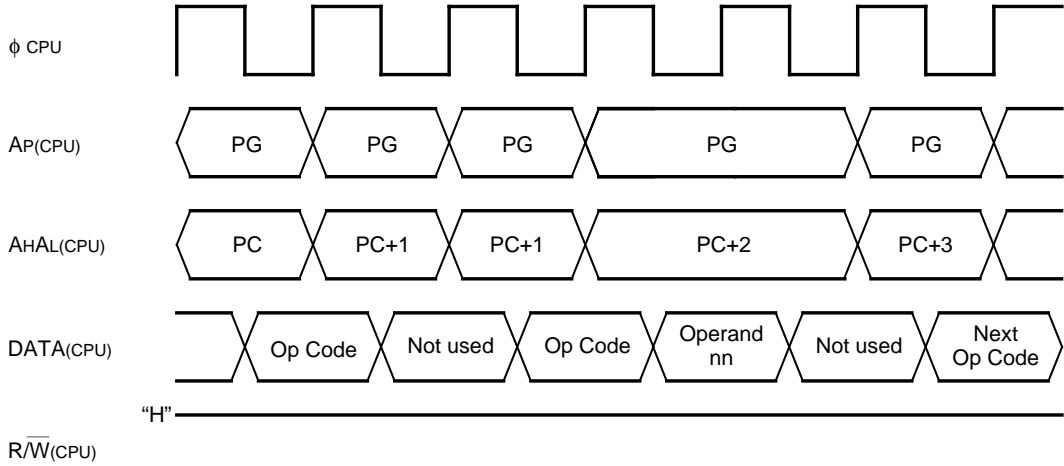 ϕ CPU
AP(CPU) PG PG PG PG PG
AHAL(CPU) PC PC+1 PC+1 PC+2 PC+3
DATA(CPU) Op Code Not used Op Code Operand nn Not used Next Op Code
“H”
R/W̅(CPU)